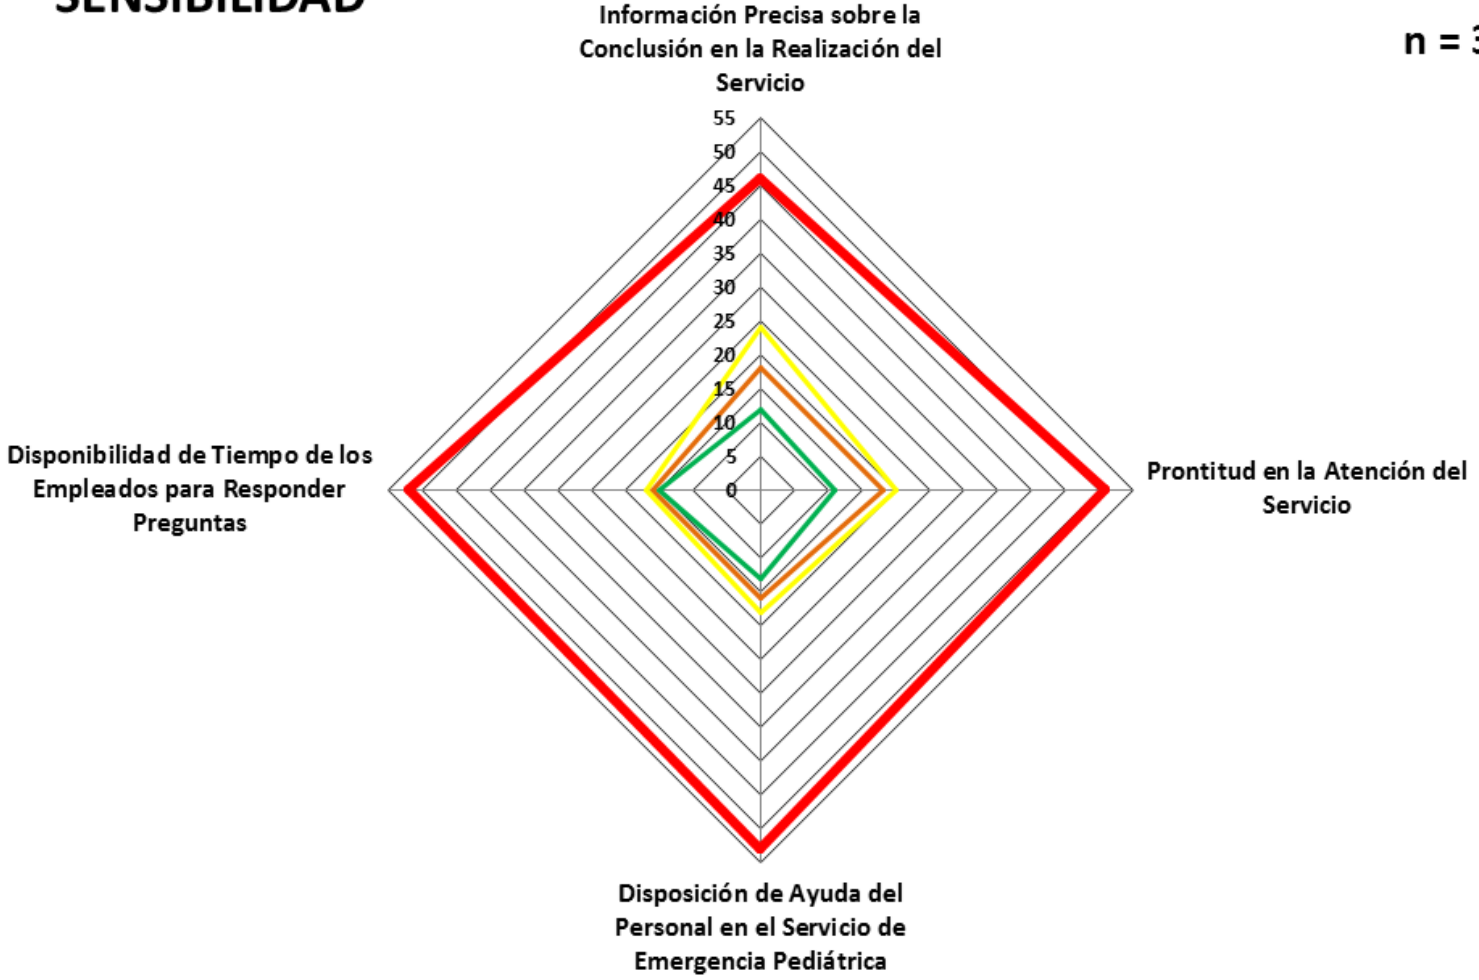 SENSIBILIDAD
n = 3
Información Precisa sobre la
Conclusión en la Realización del
Servicio
55
50
45
40
35
30
25
20
15
10
5
0
Disponibilidad de Tiempo de los
Empleados para Responder
Preguntas
Prontitud en la Atención del
Servicio
Disposición de Ayuda del
Personal en el Servicio de
Emergencia Pediátrica